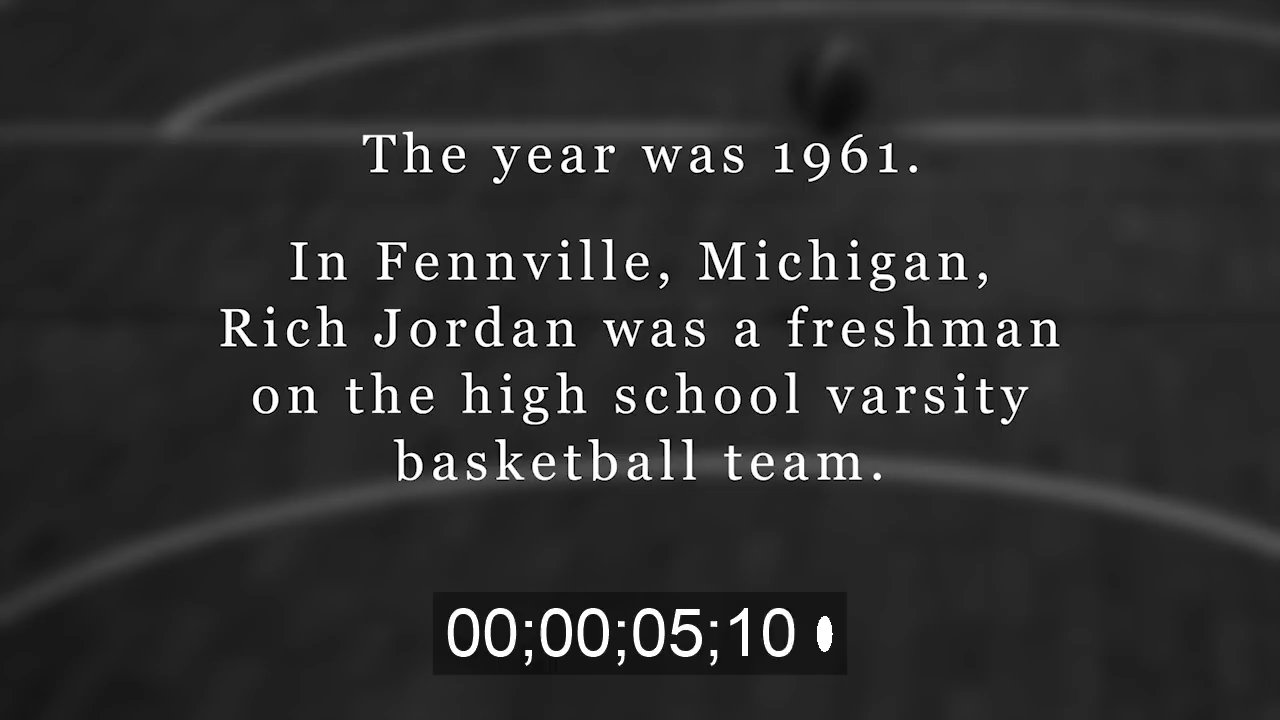 The year was 1961.
In Fennville, Michigan,
Rich Jordan was a freshman
on the high school varsity
basketball team.
00;00;05;10